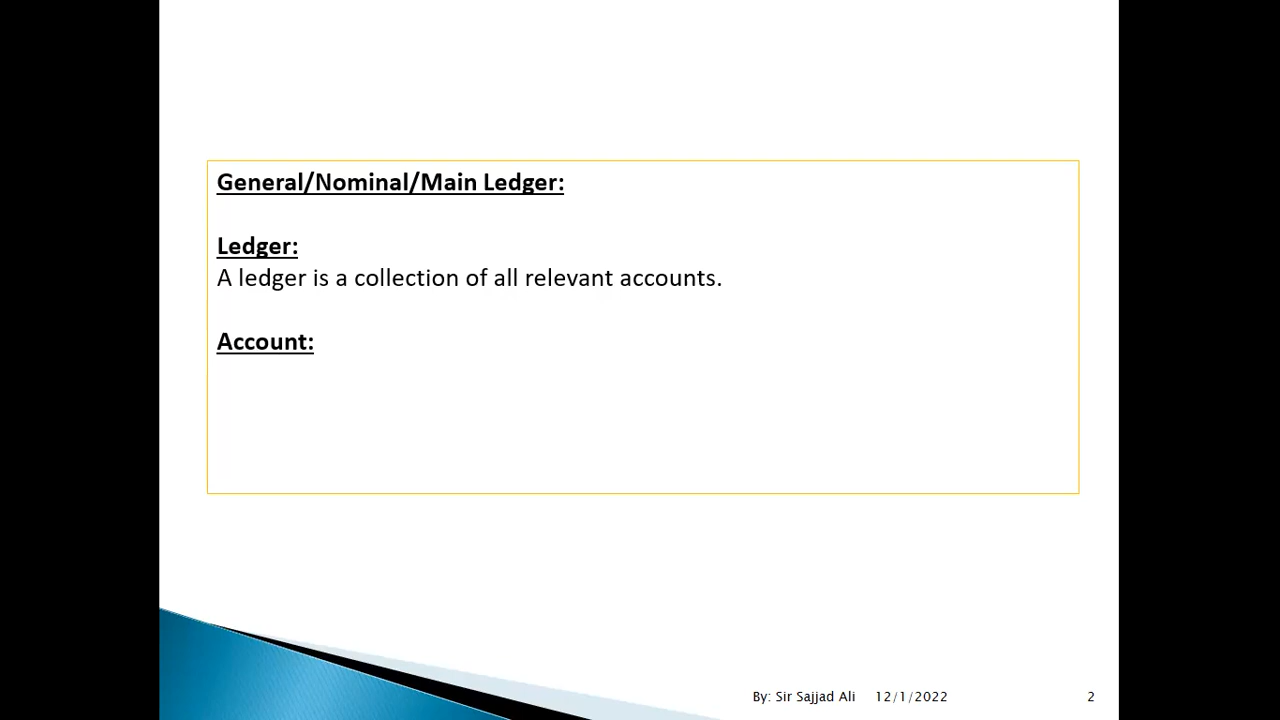 General/Nominal/Main Ledger:
Ledger:
A ledger is a collection of all relevant accounts.
Account:
By: Sir Sajjad Ali 12/1/2022 2